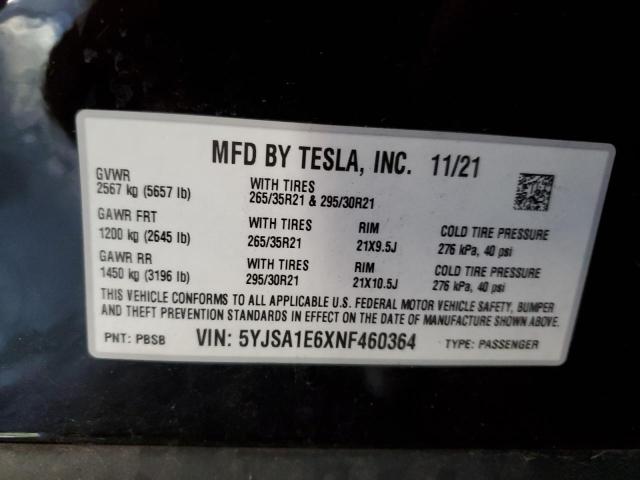 MFD BY TESLA, INC. 11/21
GVWR
2567 kg (5657 lb)
WITH TIRES
265/35R21 & 295/30R21
GAWR FRT
1200 kg (2645 lb)
WITH TIRES
265/35R21
RIM
21X9.5J
COLD TIRE PRESSURE
276 kPa, 40 psi
GAWR RR
1450 kg (3196 lb)
WITH TIRES
295/30R21
RIM
21X10.5J
COLD TIRE PRESSURE
276 kPa, 40 psi
THIS VEHICLE CONFORMS TO ALL APPLICABLE U.S. FEDERAL MOTOR VEHICLE SAFETY, BUMPER
AND THEFT PREVENTION STANDARDS IN EFFECT ON THE DATE OF MANUFACTURE SHOWN ABOVE.
PNT: PBSB VIN: 5YJSA1E6XNF460364 TYPE: PASSENGER